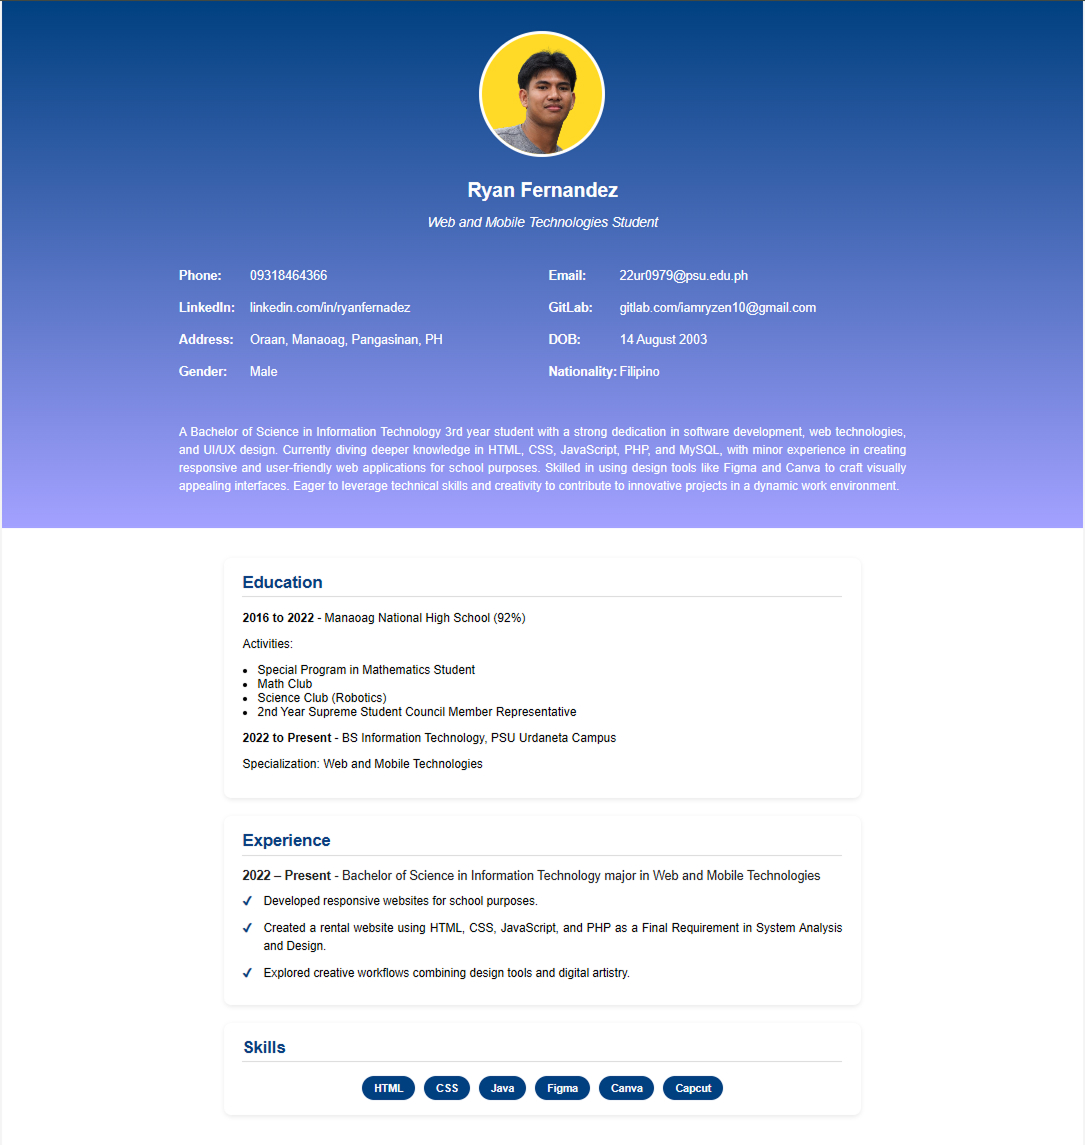 Ryan Fernandez
Web and Mobile Technologies Student
Phone: 09318464366 Email: 22ur0979@psu.edu.ph
LinkedIn: linkedin.com/in/ryanfernadez GitLab: gitlab.com/iamryzen10@gmail.com
Address: Oraan, Manaoag, Pangasinan, PH DOB: 14 August 2003
Gender: Male Nationality: Filipino
A Bachelor of Science in Information Technology 3rd year student with a strong dedication in software development, web technologies,
and UI/UX design. Currently diving deeper knowledge in HTML, CSS, JavaScript, PHP, and MySQL, with minor experience in creating
responsive and user-friendly web applications for school purposes. Skilled in using design tools like Figma and Canva to craft visually
appealing interfaces. Eager to leverage technical skills and creativity to contribute to innovative projects in a dynamic work environment.
Education
2016 to 2022 - Manaoag National High School (92%)
Activities:
• Special Program in Mathematics Student
• Math Club
• Science Club (Robotics)
• 2nd Year Supreme Student Council Member Representative
2022 to Present - BS Information Technology, PSU Urdaneta Campus
Specialization: Web and Mobile Technologies
Experience
2022 – Present - Bachelor of Science in Information Technology major in Web and Mobile Technologies
✔ Developed responsive websites for school purposes.
✔ Created a rental website using HTML, CSS, JavaScript, and PHP as a Final Requirement in System Analysis
and Design.
✔ Explored creative workflows combining design tools and digital artistry.
Skills
HTML CSS Java Figma Canva Capcut